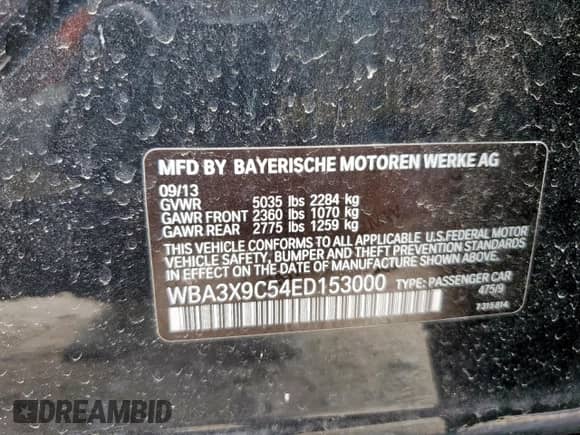 MFD BY BAYERISCHE MOTOREN WERKE AG
09/13
GVWR 5035 lbs 2284 kg
GAWR FRONT 2360 lbs 1070 kg
GAWR REAR 2775 lbs 1259 kg
THIS VEHICLE CONFORMS TO ALL APPLICABLE U.S.FEDERAL MOTOR
VEHICLE SAFETY, BUMPER AND THEFT PREVENTION STANDARDS
IN EFFECT ON THE DATE OF MANUFACTURE SHOWN ABOVE.
WBA3X9C54ED153000 TYPE: PASSENGER CAR
475/9
DREAMBID